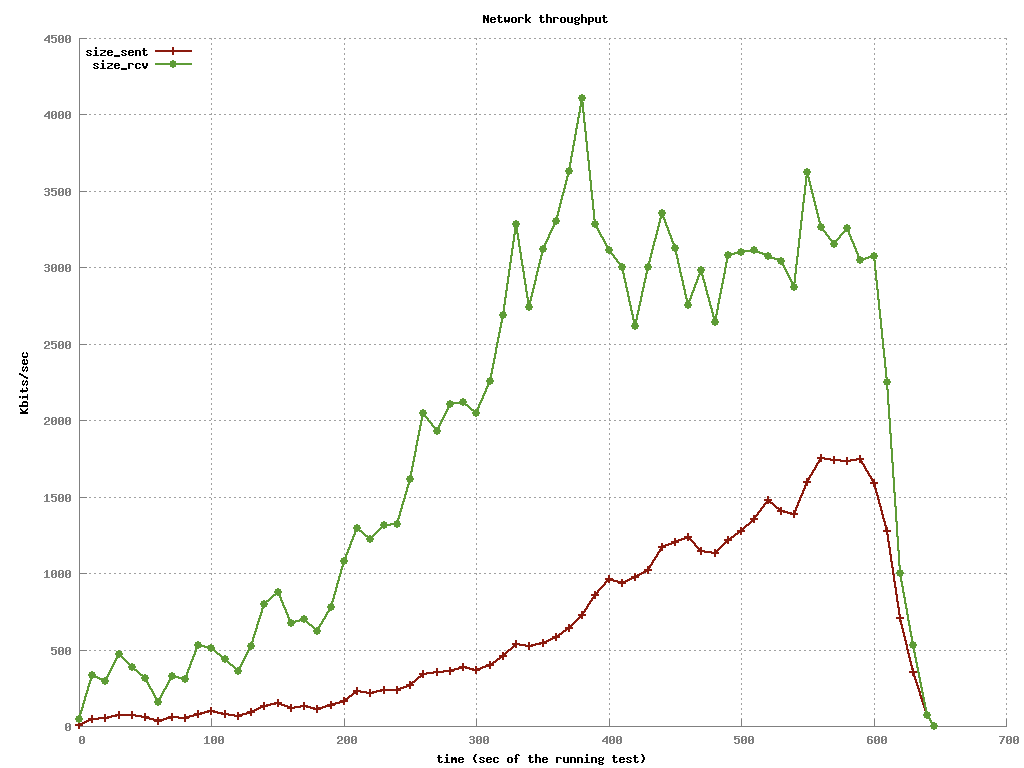 Network throughput
4500
size_sent
size_rcv
4000
3500
3000
2500
Kbits/sec
2000
1500
1000
500
0
0 100 200 300 400 500 600 700
time (sec of the running test)